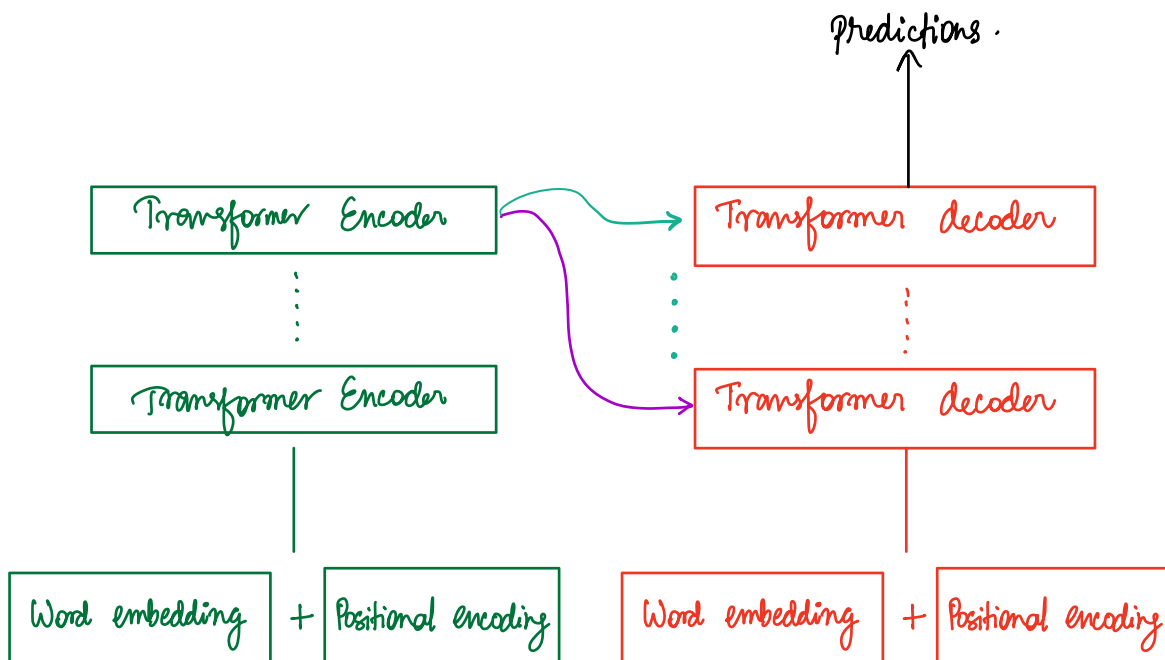 Predictions.
Transformer Encoder
Transformer decoder
Transformer Encoder
Transformer decoder
Word embedding + Positional encoding
Word embedding + Positional encoding